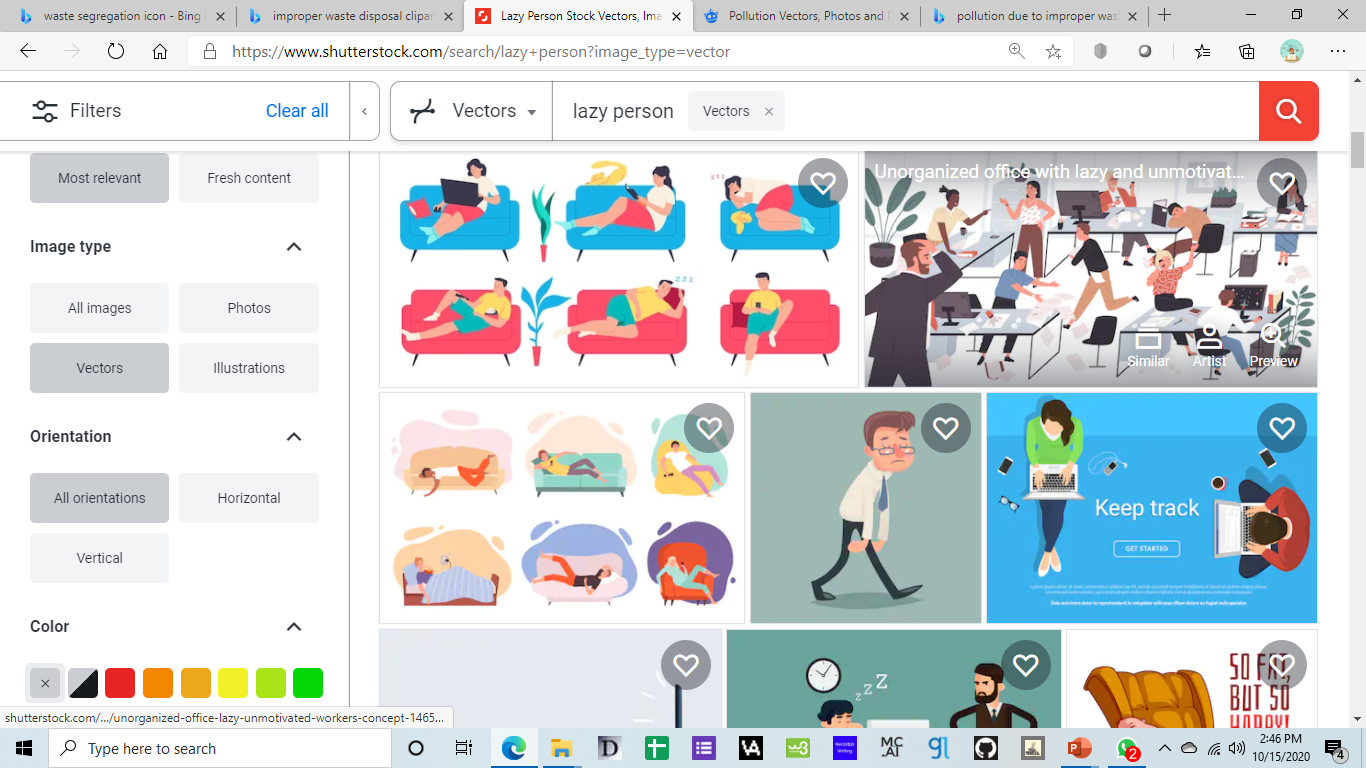 waste segregation icon - Bing
improper waste disposal clipar
Lazy Person Stock Vectors, Ima
Pollution Vectors, Photos and P
pollution due to improper was
https://www.shutterstock.com/search/lazy+person?image_type=vector
Filters
Clear all
Vectors
lazy person
Vectors
Most relevant
Fresh content
Image type
All images
Photos
Vectors
Illustrations
Orientation
All orientations
Horizontal
Vertical
Color
Unorganized office with lazy and unmotivat...
Similar
Artist
Preview
Keep track
GET STARTED
zzZ
SO FAT,
BUT SO
HAPPY!
shutterstock.com/.../unorganized-office-lazy-unmotivated-workers-concept-1465...
Type here to search
2:46 PM
10/15/2020
2
4